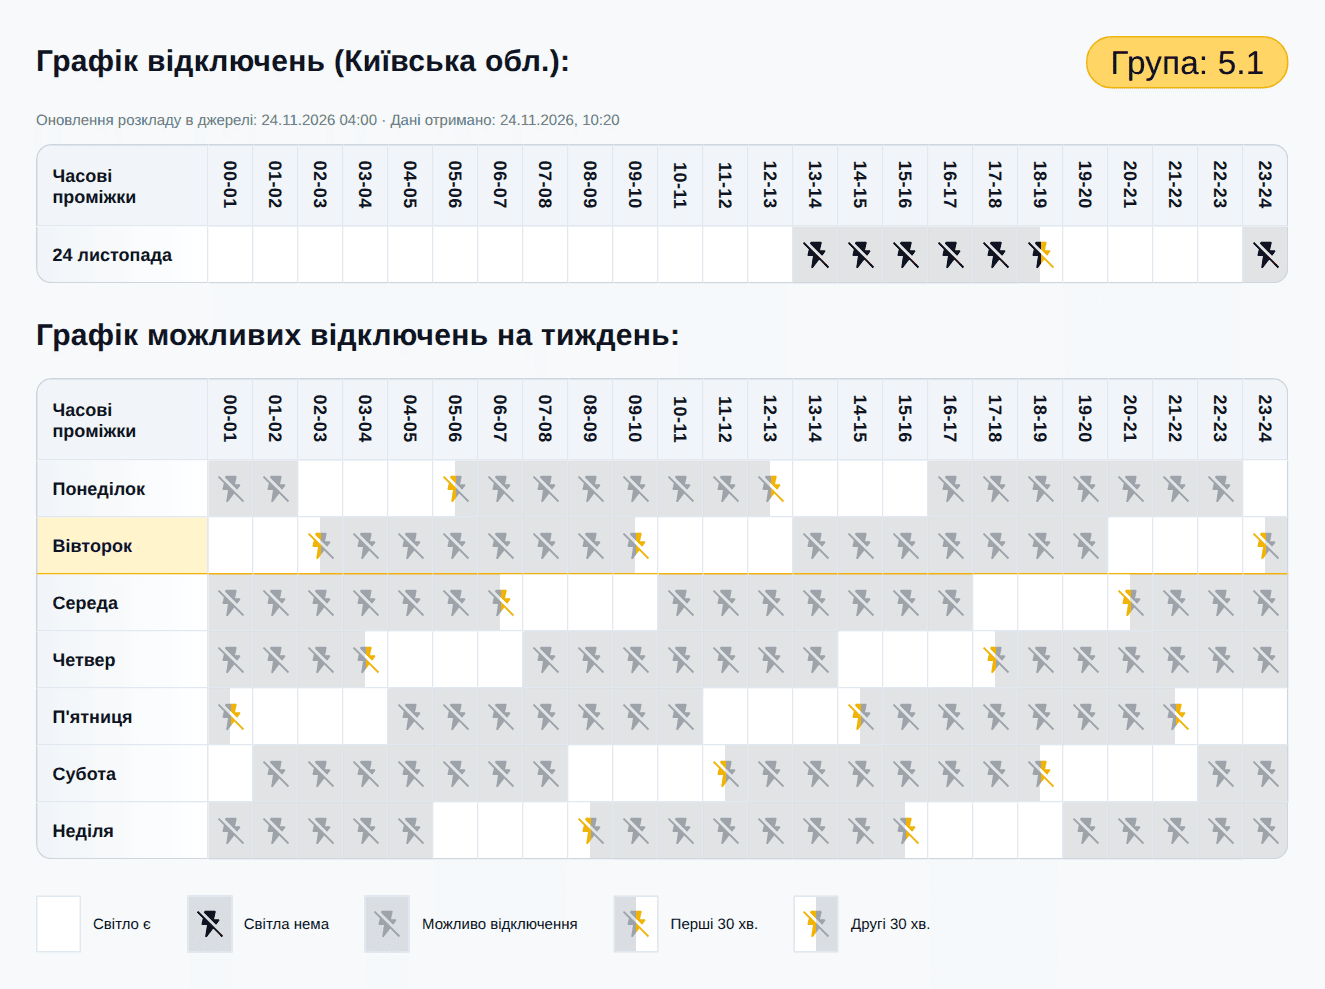 Графік відключень (Київська обл.):
Група: 5.1
Оновлення розкладу в джерелі: 24.11.2026 04:00 · Дані отримано: 24.11.2026, 10:20
Часові проміжки 00-01 01-02 02-03 03-04 04-05 05-06 06-07 07-08 08-09 09-10 10-11 11-12 12-13 13-14 14-15 15-16 16-17 17-18 18-19 19-20 20-21 21-22 22-23 23-24
24 листопада
Графік можливих відключень на тиждень:
Часові проміжки 00-01 01-02 02-03 03-04 04-05 05-06 06-07 07-08 08-09 09-10 10-11 11-12 12-13 13-14 14-15 15-16 16-17 17-18 18-19 19-20 20-21 21-22 22-23 23-24
Понеділок
Вівторок
Середа
Четвер
П'ятниця
Субота
Неділя
Світло є Світла нема Можливо відключення Перші 30 хв. Другі 30 хв.